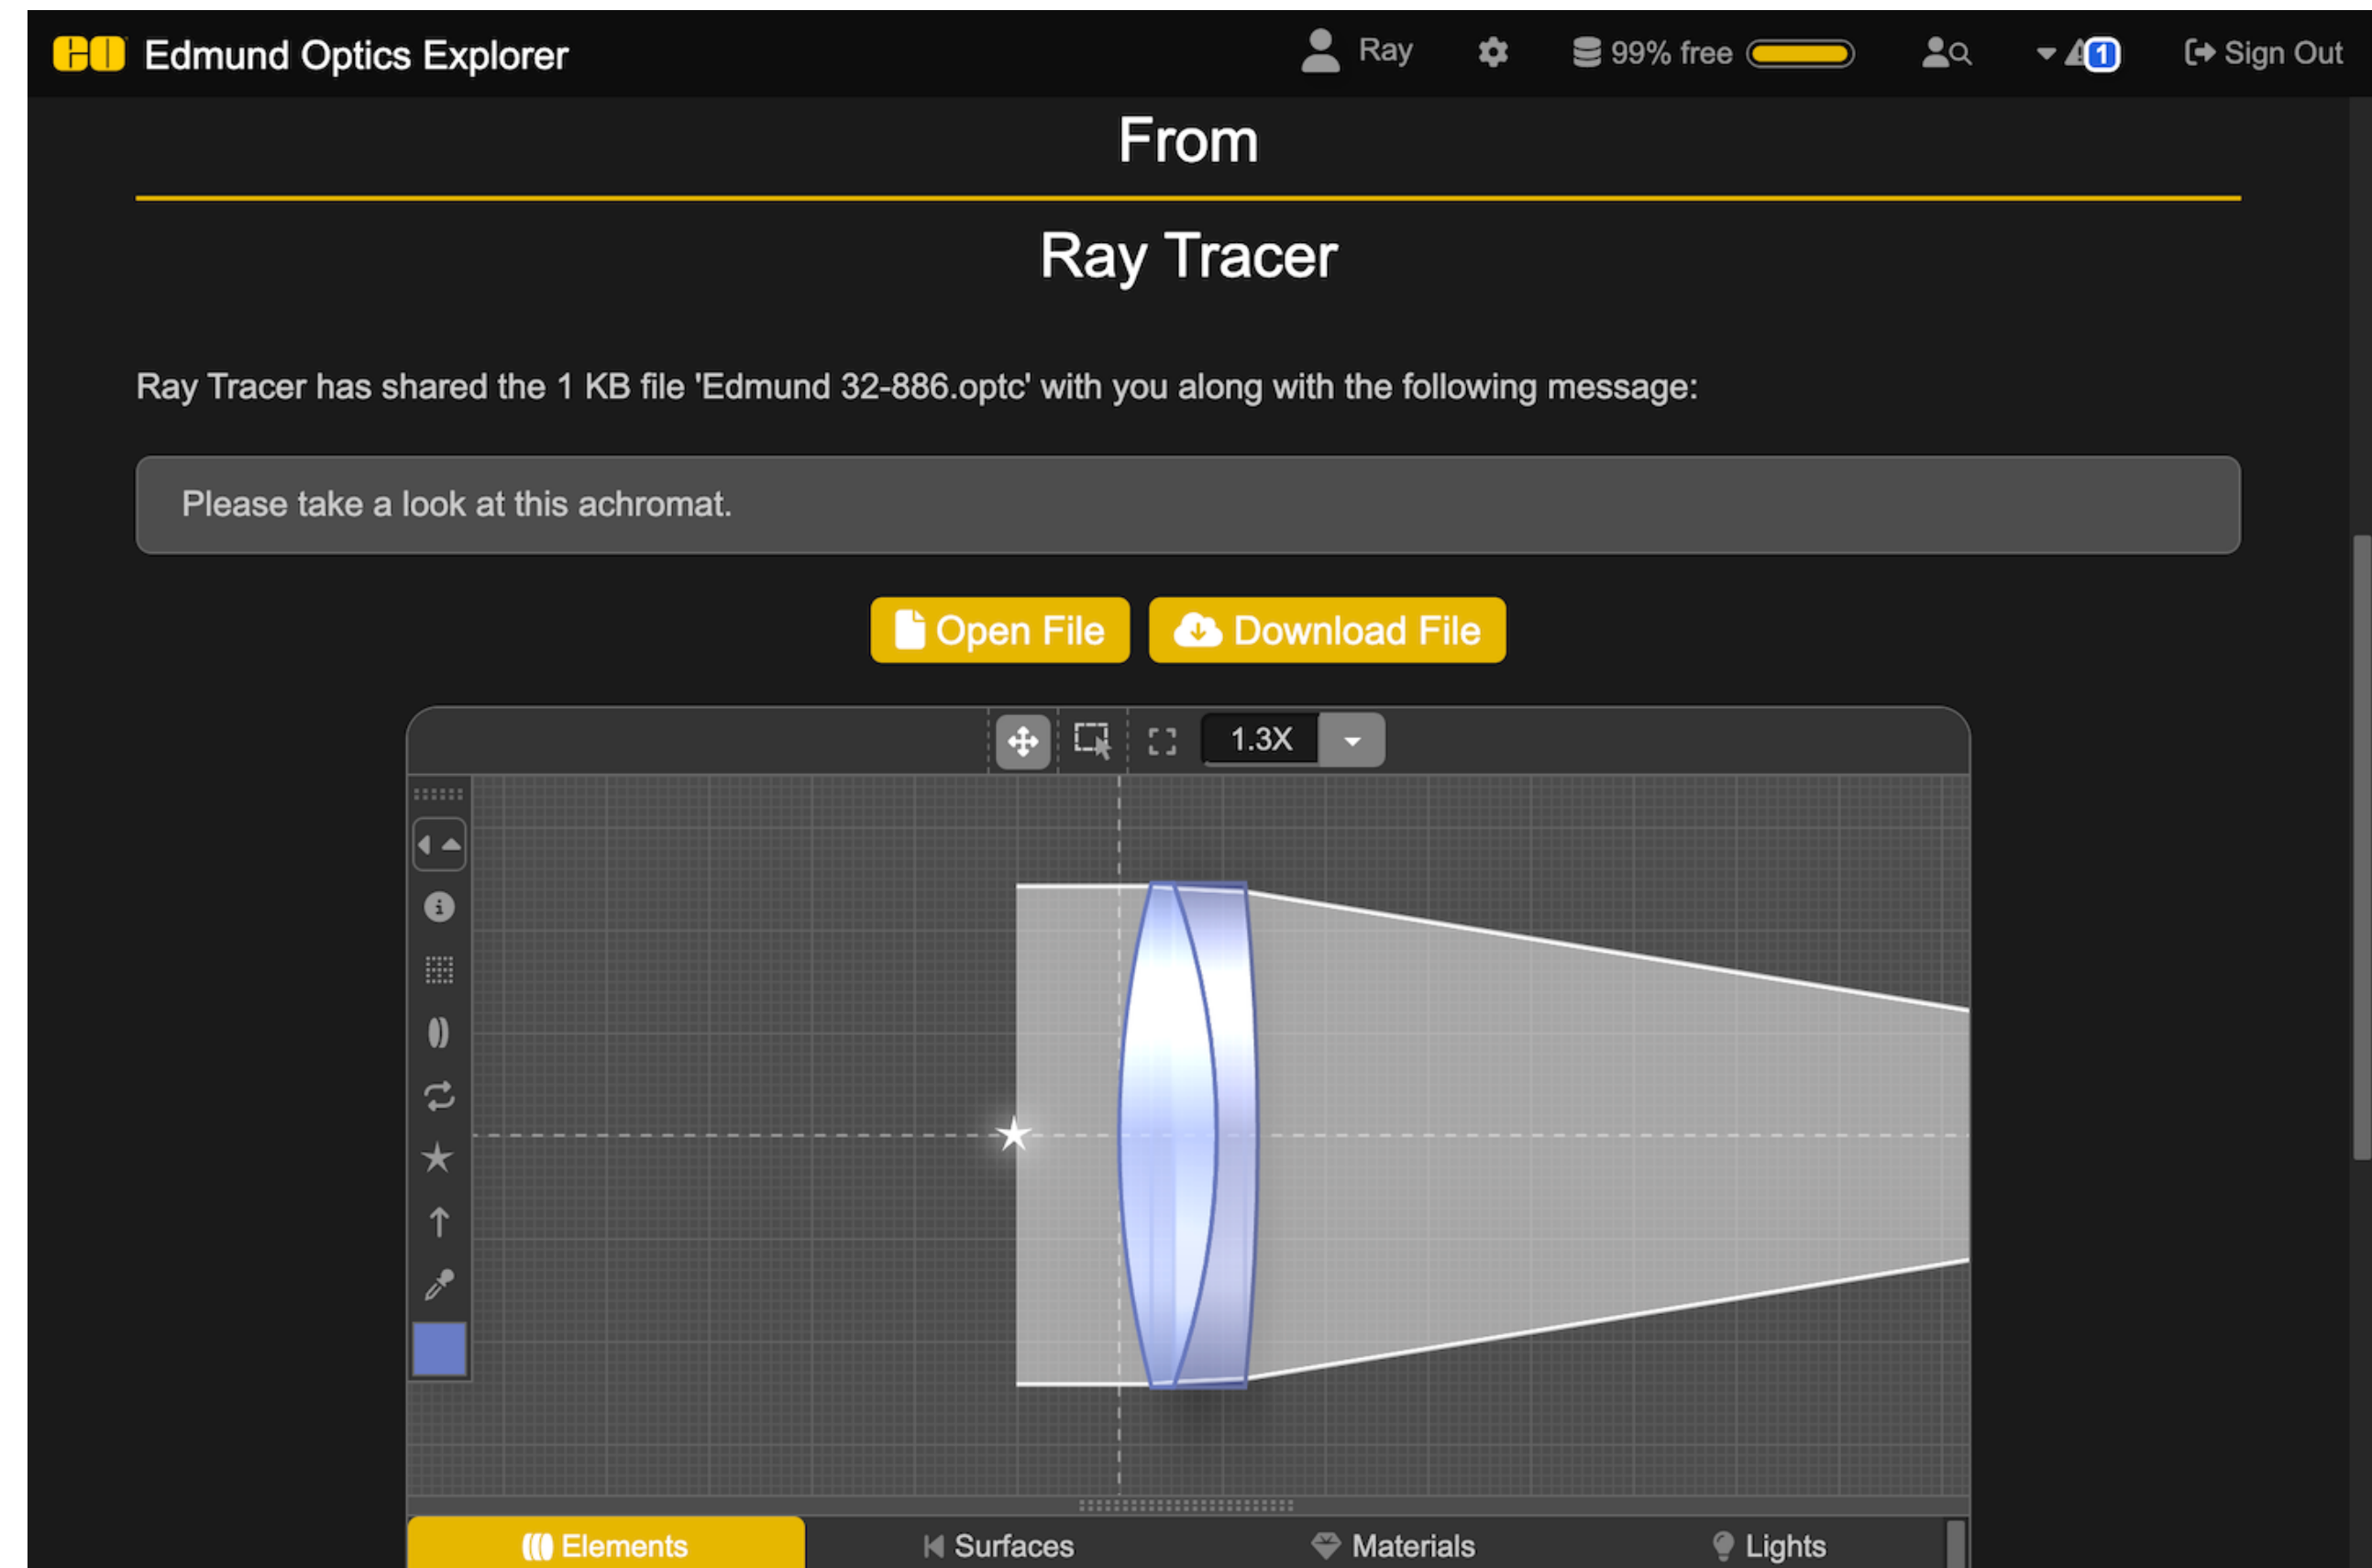 EO Edmund Optics Explorer
Ray
99% free
1
Sign Out
From
Ray Tracer
Ray Tracer has shared the 1 KB file 'Edmund 32-886.optc' with you along with the following message:
Please take a look at this achromat.
Open File
Download File
1.3X
Elements
Surfaces
Materials
Lights